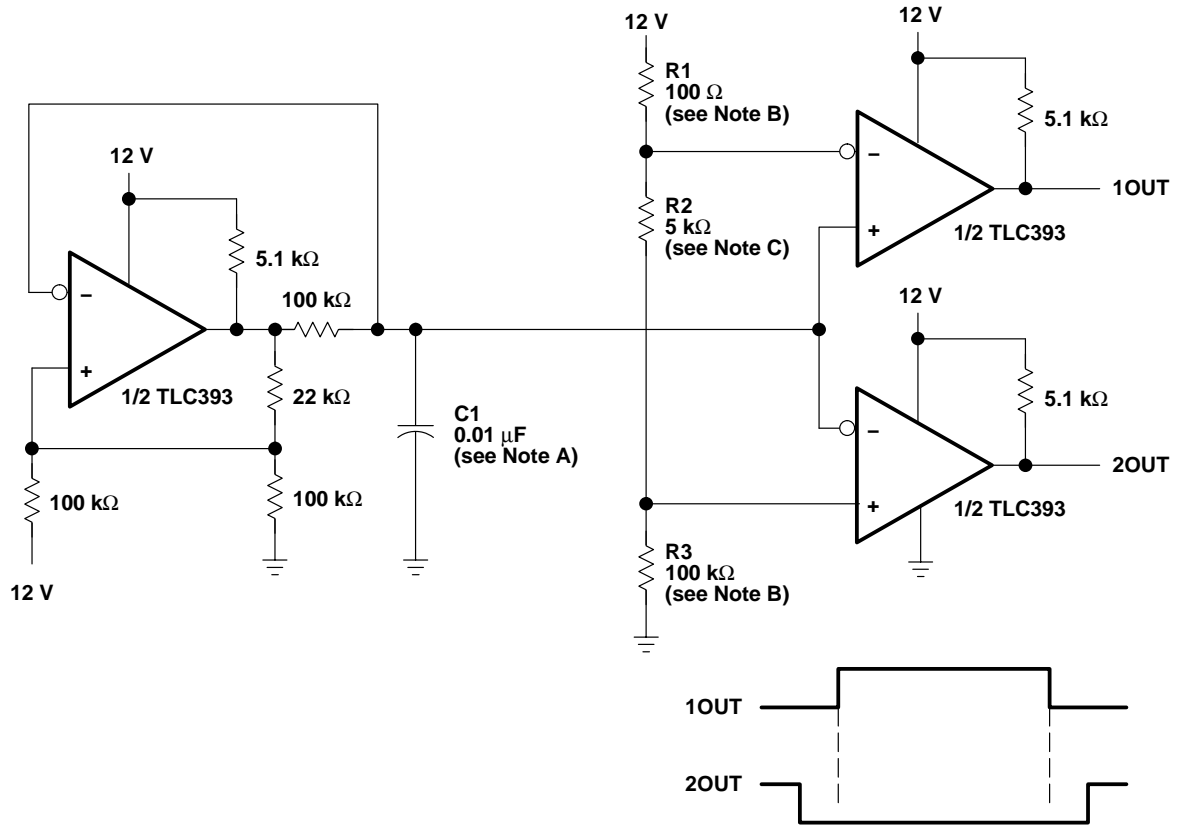 12 V
5.1 kΩ
100 kΩ
−
+
1/2 TLC393
22 kΩ
100 kΩ
100 kΩ
12 V
C1
0.01 µF
(see Note A)
12 V
R1
100 Ω
(see Note B)
R2
5 kΩ
(see Note C)
R3
100 kΩ
(see Note B)
12 V
5.1 kΩ
−
+
1OUT
1/2 TLC393
12 V
5.1 kΩ
−
+
2OUT
1/2 TLC393
1OUT
2OUT